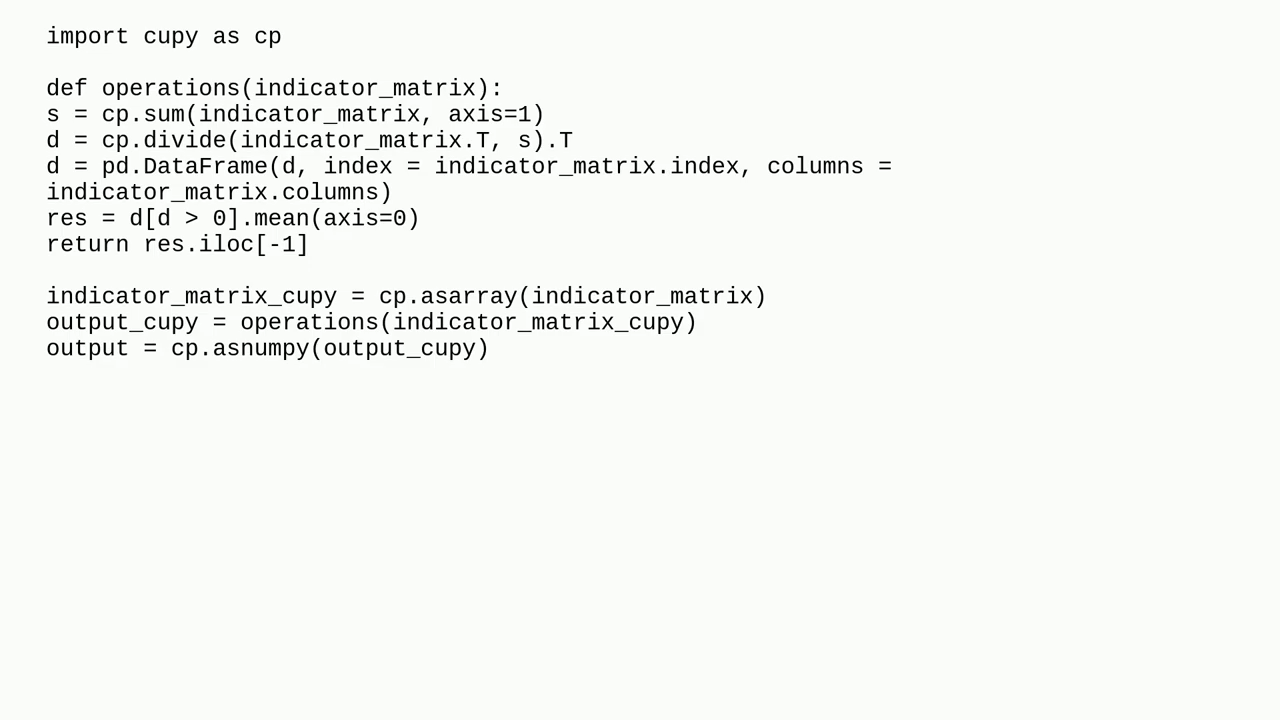 import cupy as cp

def operations(indicator_matrix):
s = cp.sum(indicator_matrix, axis=1)
d = cp.divide(indicator_matrix.T, s).T
d = pd.DataFrame(d, index = indicator_matrix.index, columns =
indicator_matrix.columns)
res = d[d > 0].mean(axis=0)
return res.iloc[-1]

indicator_matrix_cupy = cp.asarray(indicator_matrix)
output_cupy = operations(indicator_matrix_cupy)
output = cp.asnumpy(output_cupy)